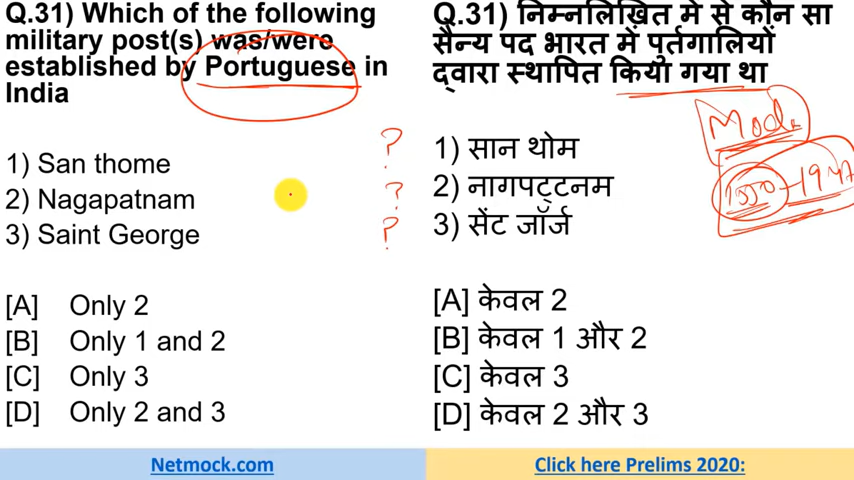 Q.31) Which of the following
military post(s) was/were
established by Portuguese in
India
1) San thome
2) Nagapatnam
3) Saint George
[A] Only 2
[B] Only 1 and 2
[C] Only 3
[D] Only 2 and 3
?
?
?
Q.31) निम्नलिखित में से कौन सा
सैन्य पद भारत में पुर्तगालियों
द्वारा स्थापित किया गया था
1) सान थोम
2) नागपट्टनम
3) सेंट जॉर्ज
[A] केवल 2
[B] केवल 1 और 2
[C] केवल 3
[D] केवल 2 और 3
1550 - 1947
Netmock.com
Click here Prelims 2020: